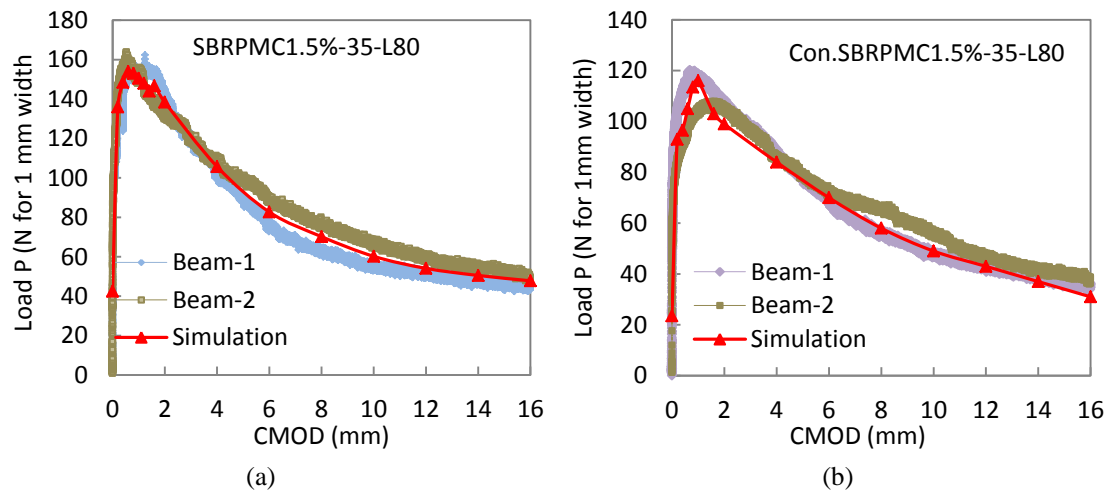 SBRPMC1.5%-35-L80
Load P (N for 1 mm width)
180
160
140
120
100
80
60
40
20
0
Beam-1
Beam-2
Simulation
0 2 4 6 8 10 12 14 16
CMOD (mm)
(a)
Con.SBRPMC1.5%-35-L80
Load P (N for 1mm width)
140
120
100
80
60
40
20
0
Beam-1
Beam-2
Simulation
0 2 4 6 8 10 12 14 16
CMOD (mm)
(b)